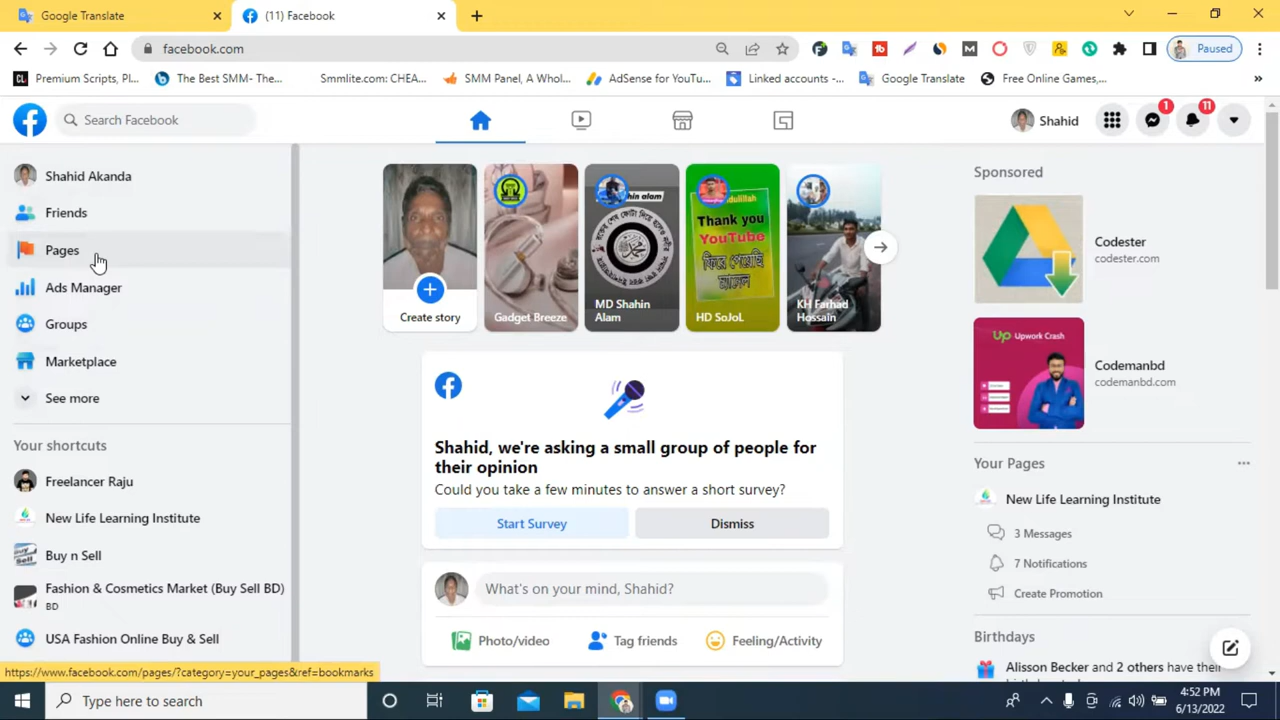 Google Translate
(11) Facebook
facebook.com
Paused
Premium Scripts, Pl...
The Best SMM- The...
Smmlite.com: CHEA...
SMM Panel, A Whol...
AdSense for YouTu...
Linked accounts -...
Google Translate
Free Online Games,...
Search Facebook
Shahid
1
11
Shahid Akanda
Friends
Pages
Ads Manager
Groups
Marketplace
See more
Your shortcuts
Freelancer Raju
New Life Learning Institute
Buy n Sell
Fashion & Cosmetics Market (Buy Sell BD)
BD
USA Fashion Online Buy & Sell
https://www.facebook.com/pages/?category=your_pages&ref=bookmarks
Create story
Gadget Breeze
MD Shahin
Alam
Thank you
YouTube
ফিরে পেয়েছি
HD SoJoL
KH Farhad
Hossain
Shahid, we're asking a small group of people for
their opinion
Could you take a few minutes to answer a short survey?
Start Survey
Dismiss
What's on your mind, Shahid?
Photo/video
Tag friends
Feeling/Activity
Sponsored
Codester
codester.com
Up Upwork Crash
Codemanbd
codemanbd.com
Your Pages
New Life Learning Institute
3 Messages
7 Notifications
Create Promotion
Birthdays
Alisson Becker and 2 others have their
Type here to search
4:52 PM
6/13/2022